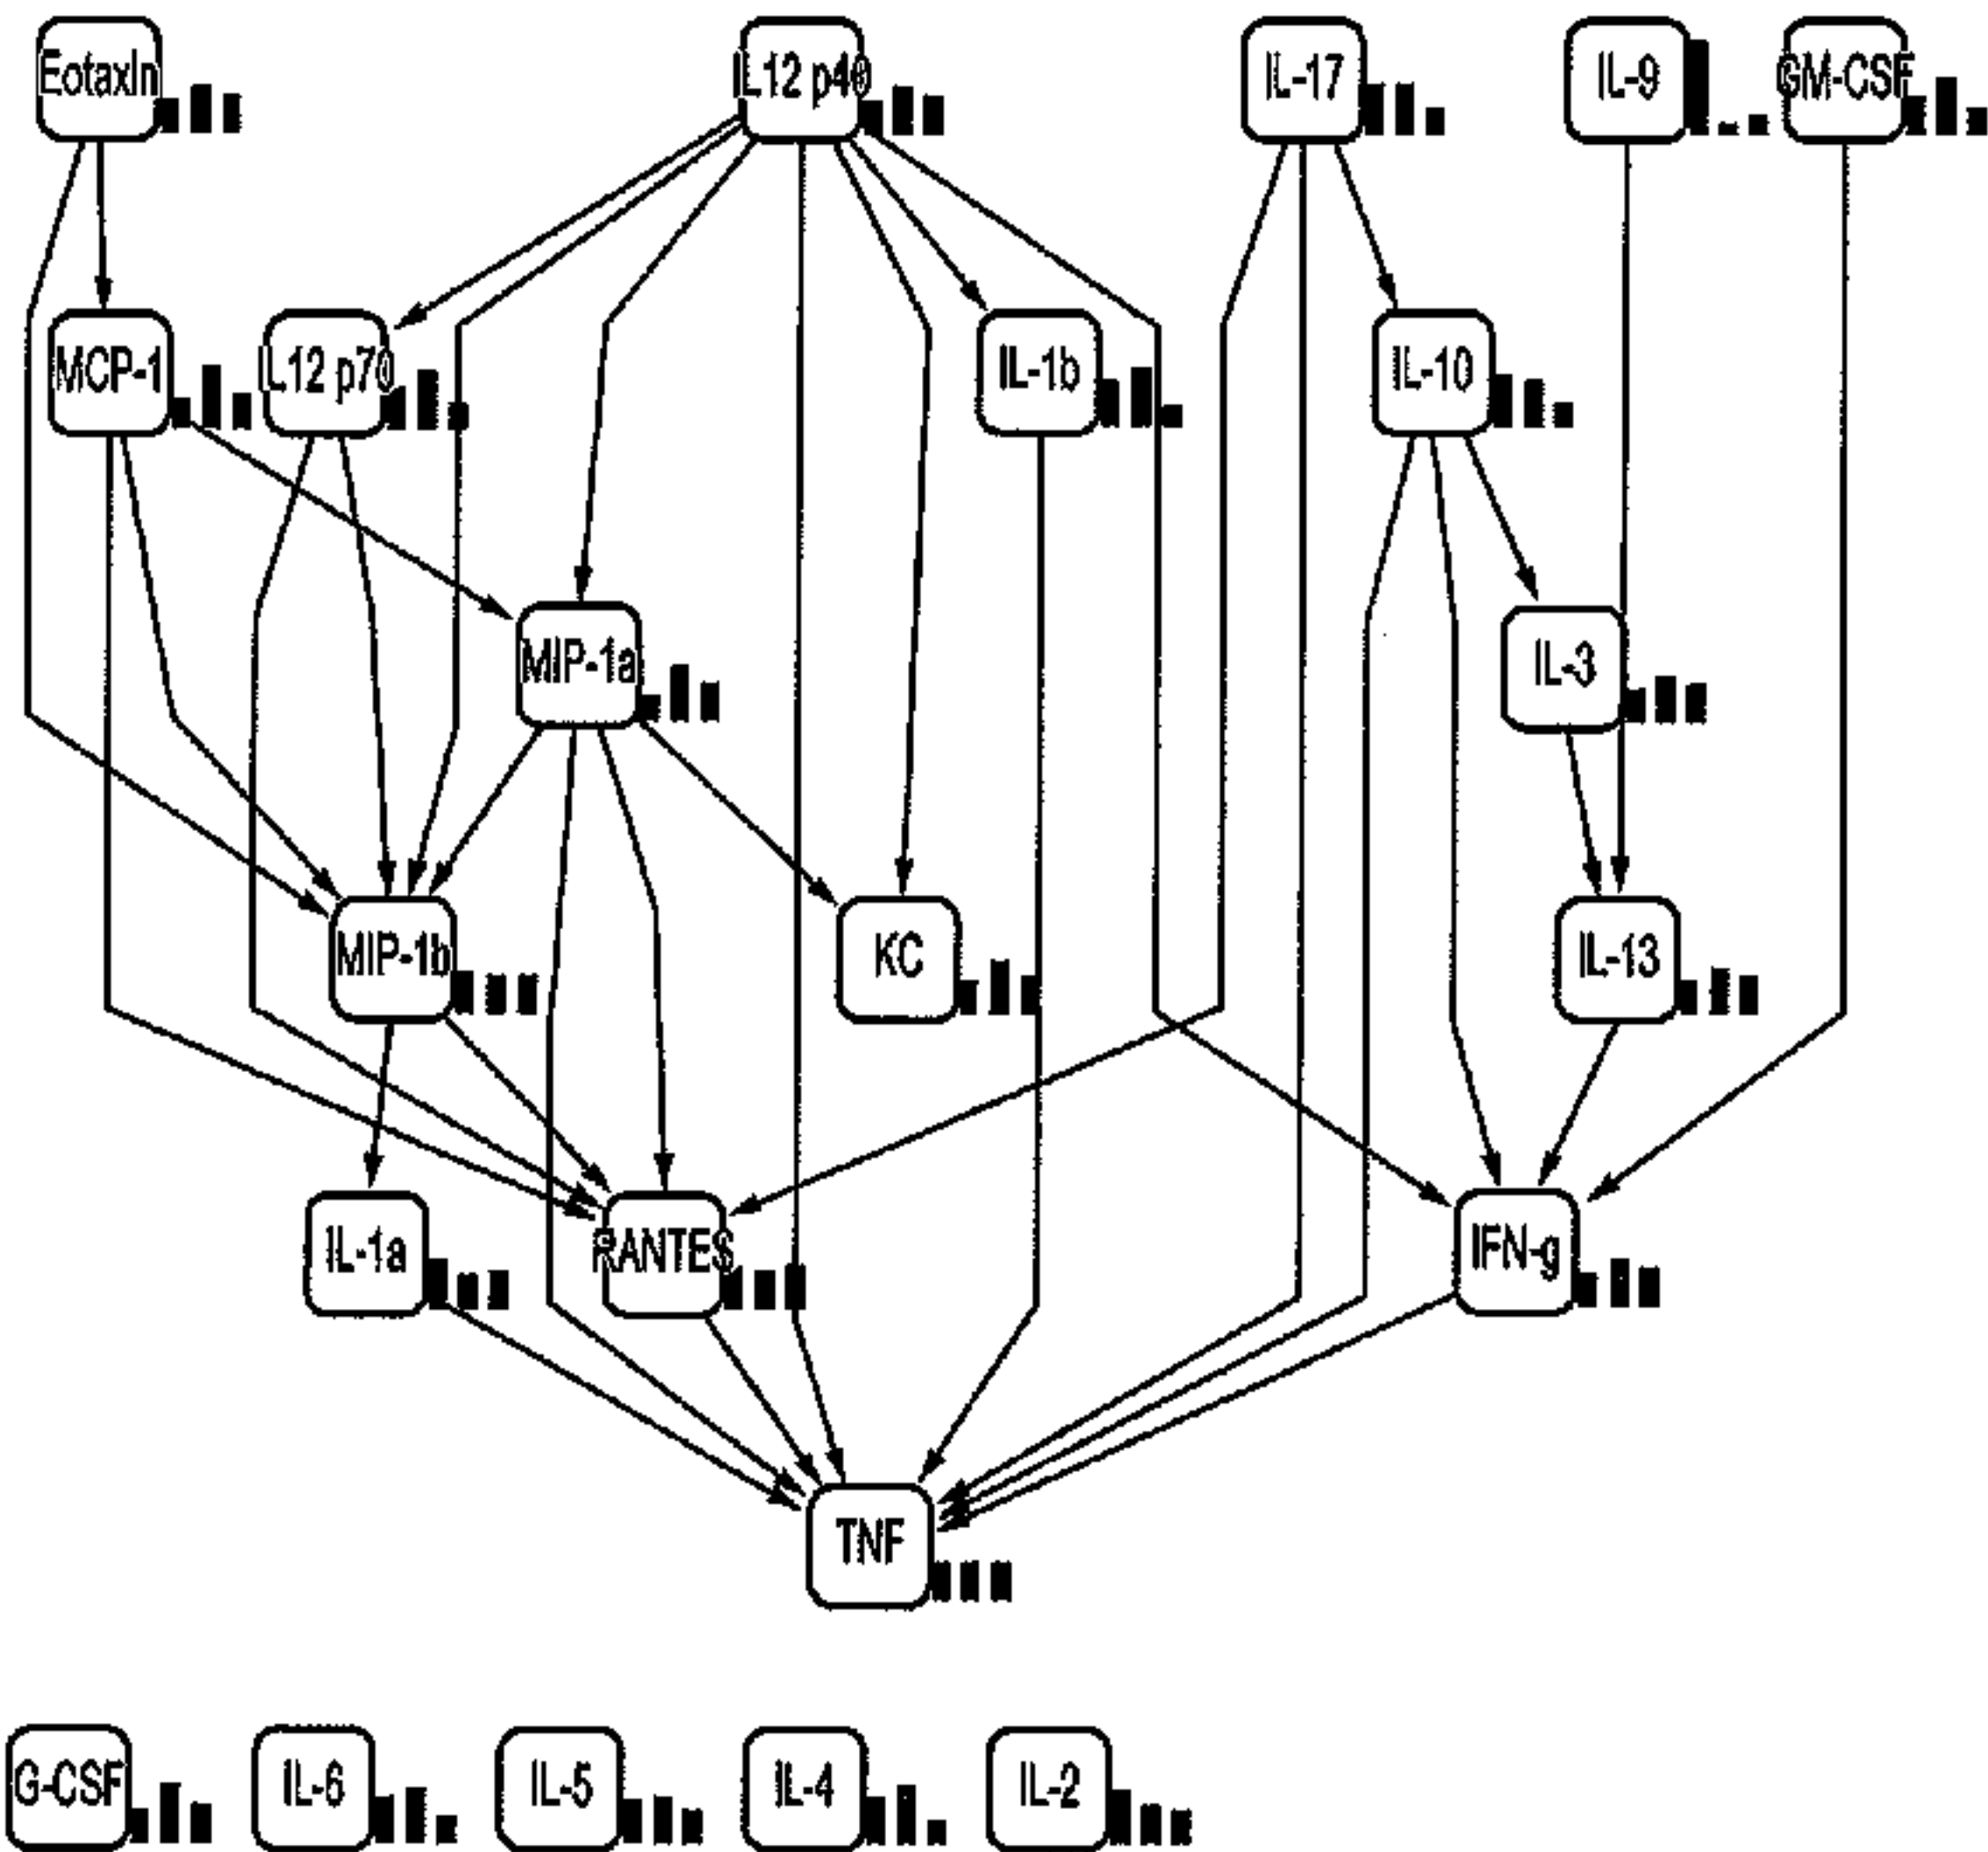 Eotaxin
IL12 p40
IL-17
IL-9
GM-CSF
MCP-1
IL12 p70
IL-1b
IL-10
MIP-1a
IL-3
MIP-1b
KC
IL-13
IL-1a
RANTES
IFN-g
TNF
G-CSF
IL-6
IL-5
IL-4
IL-2